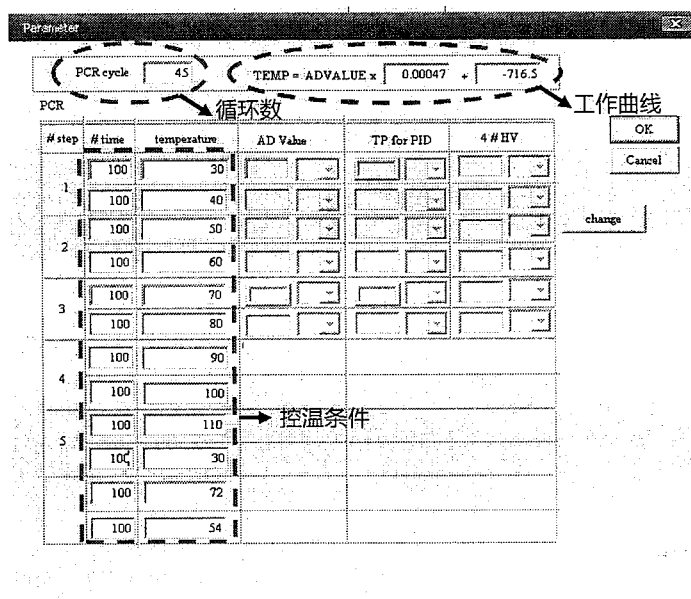 Parameter
PCR cycle 45 TEMP = ADVALUE x 0.00047 + -716.5
循环数 工作曲线
PCR
OK
Cancel
change
# step # time temperature AD Value TP for PID 4 # HV
1 100 30
100 40
2 100 50
100 60
3 100 70
100 80
4 100 90
100 100
5 100 110
100 30
100 72
100 54
控温条件